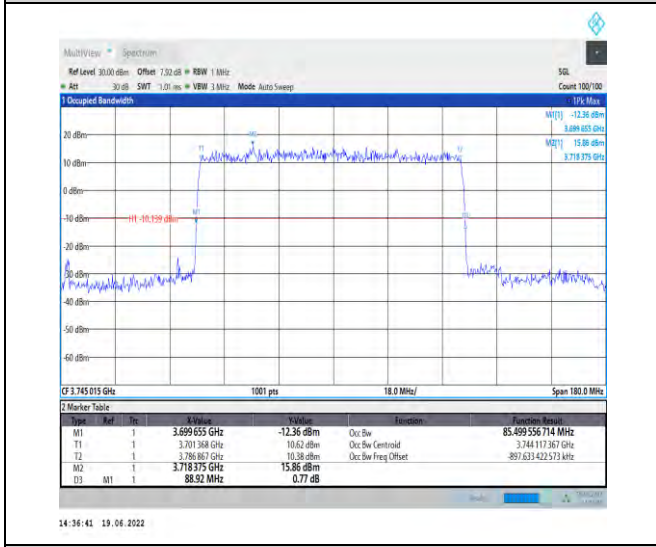 MultiView Spectrum
Ref Level 30.00 dBm Offset 7.92 dB RBW 1 MHz SGL
Att 30 dB SWT 1.01 ms VBW 3 MHz Mode Auto Sweep Count 100/100
1 Occupied Bandwidth 1Pk Max
M1[1] -12.36 dBm
3.699 655 GHz
M2[1] 15.86 dBm
3.718 375 GHz
20 dBm
M2
T1 T2
10 dBm
0 dBm
M1
-10 dBm H1 -10.139 dBm
-20 dBm
-30 dBm
-40 dBm
-50 dBm
-60 dBm
CF 3.745 015 GHz 1001 pts 18.0 MHz/ Span 180.0 MHz
2 Marker Table
Type Ref Trc X-Value Y-Value Function Function Result
M1 1 3.699 655 GHz -12.36 dBm Occ Bw 85.499 556 714 MHz
T1 1 3.701 368 GHz 10.62 dBm Occ Bw Centroid 3.744 117 367 GHz
T2 1 3.786 867 GHz 10.38 dBm Occ Bw Freq Offset -897.633 422 573 kHz
M2 1 3.718 375 GHz 15.86 dBm
D3 M1 1 88.92 MHz 0.77 dB
14:36:41 19.06.2022